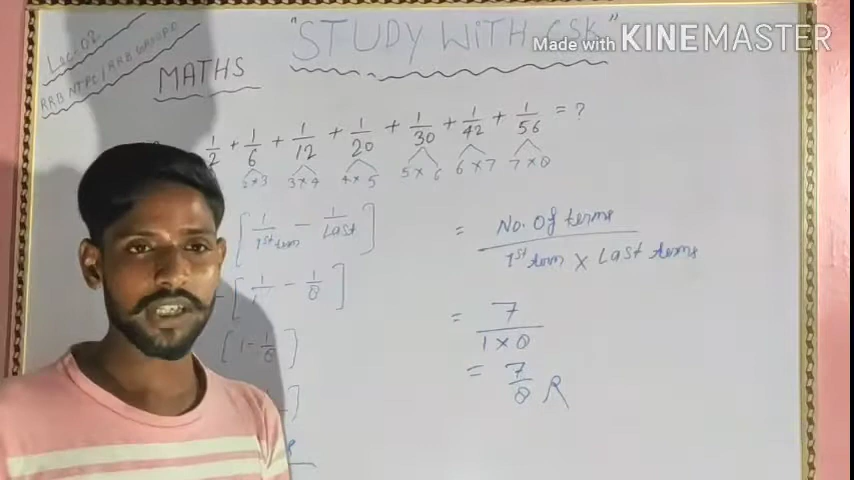 "STUDY WITH CSK"
Made with KINEMASTER
Lac-02
RRB NTPC/RRB GROUP D
MATHS
1/2 + 1/6 + 1/12 + 1/20 + 1/30 + 1/42 + 1/56 = ?
2×3 3×4 4×5 5×6 6×7 7×8
[1/1st term - 1/Last]
- 1/8]
[1 - 1/8]
= No. Of terms / 1st term × Last terms
= 7 / 1×8
= 7/8 R